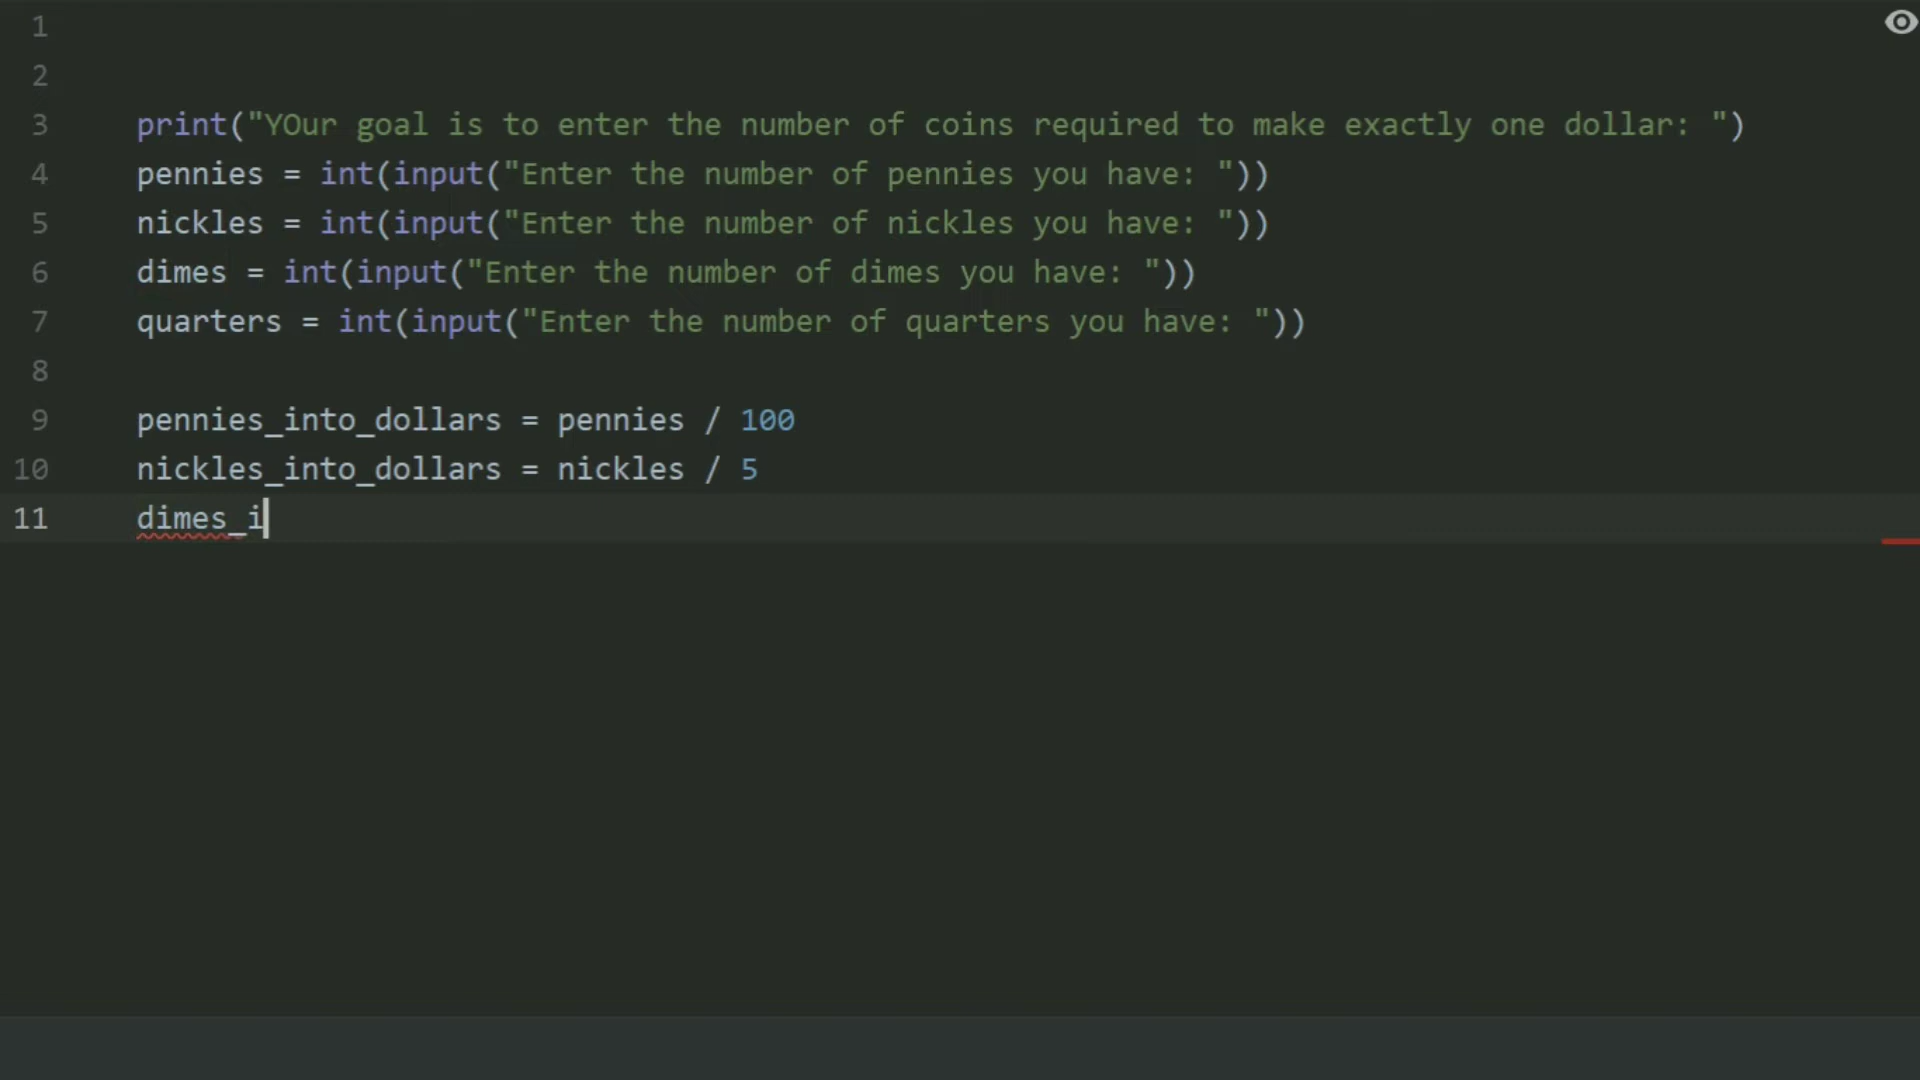 1
2
3 print("YOur goal is to enter the number of coins required to make exactly one dollar: ")
4 pennies = int(input("Enter the number of pennies you have: "))
5 nickles = int(input("Enter the number of nickles you have: "))
6 dimes = int(input("Enter the number of dimes you have: "))
7 quarters = int(input("Enter the number of quarters you have: "))
8
9 pennies_into_dollars = pennies / 100
10 nickles_into_dollars = nickles / 5
11 dimes_i